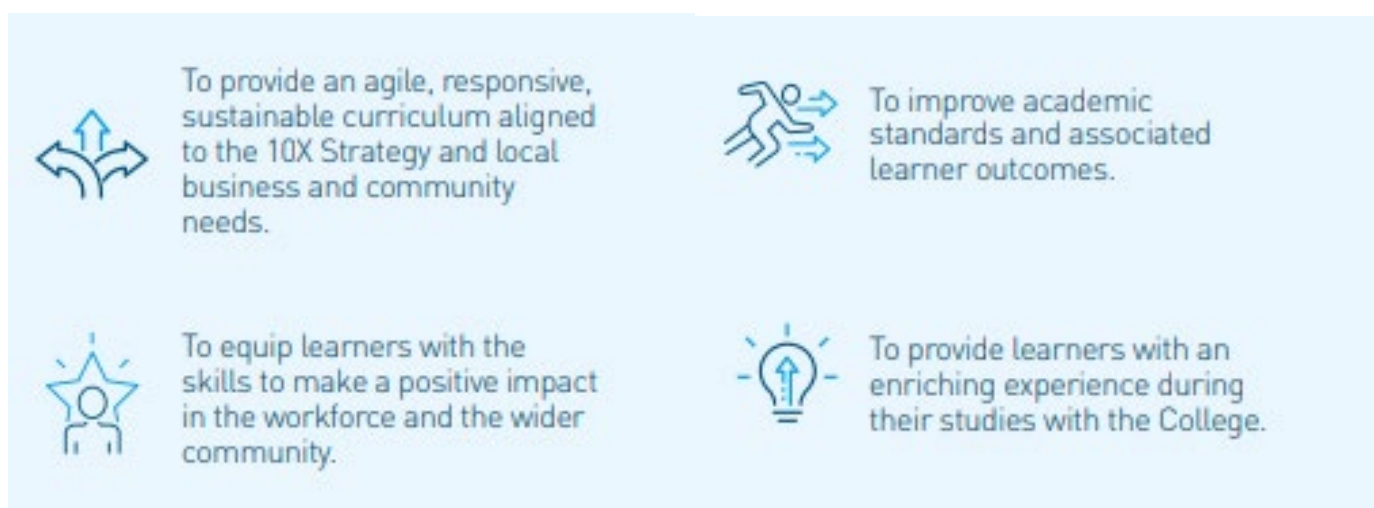 To provide an agile, responsive,
sustainable curriculum aligned
to the 10X Strategy and local
business and community
needs.
To improve academic
standards and associated
learner outcomes.
To equip learners with the
skills to make a positive impact
in the workforce and the wider
community.
To provide learners with an
enriching experience during
their studies with the College.